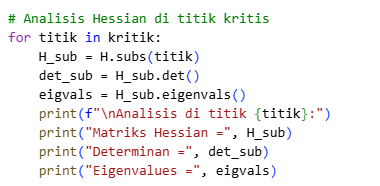 # Analisis Hessian di titik kritis
for titik in kritik:
    H_sub = H.subs(titik)
    det_sub = H_sub.det()
    eigvals = H_sub.eigenvals()
    print(f"\nAnalisis di titik {titik}:")
    print("Matriks Hessian =", H_sub)
    print("Determinan =", det_sub)
    print("Eigenvalues =", eigvals)